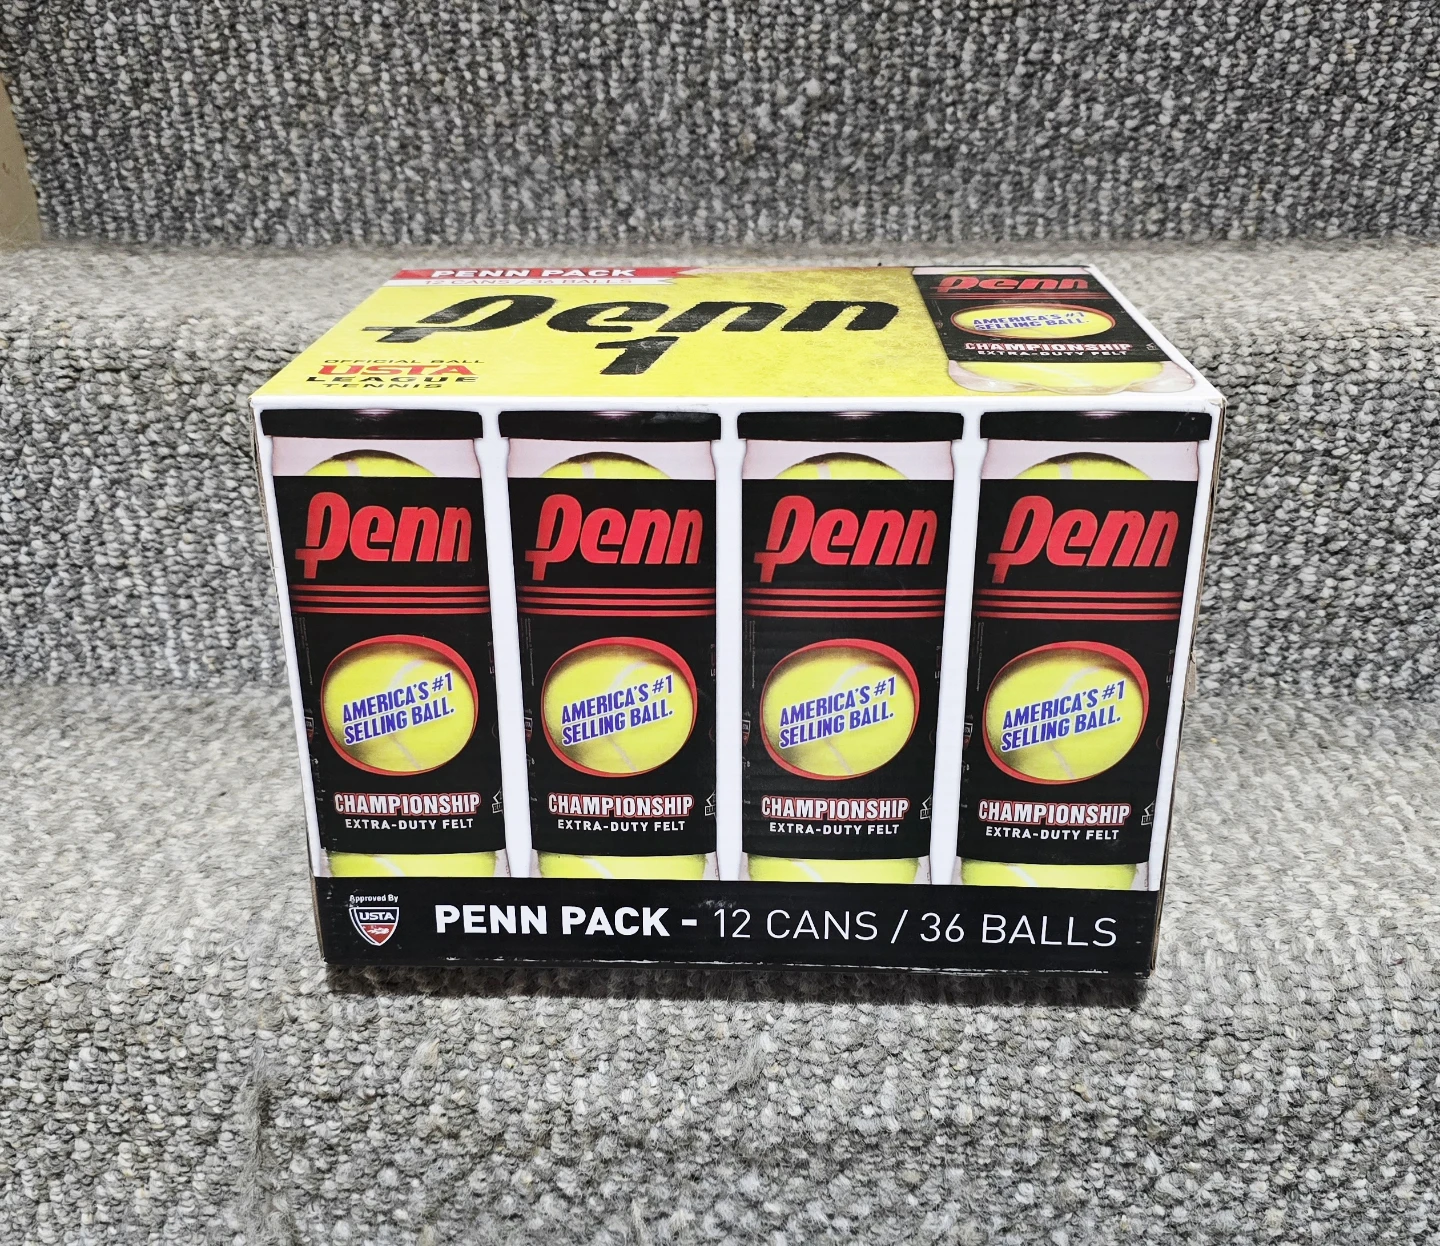 PENN PACK
12 CANS / 36 BALLS
Penn
1
OFFICIAL BALL
USTA
LEAGUE
TENNIS
Penn
AMERICA'S #1
SELLING BALL.
CHAMPIONSHIP
EXTRA-DUTY FELT
Penn
AMERICA'S #1
SELLING BALL.
CHAMPIONSHIP
EXTRA-DUTY FELT
Penn
AMERICA'S #1
SELLING BALL.
CHAMPIONSHIP
EXTRA-DUTY FELT
Penn
AMERICA'S #1
SELLING BALL.
CHAMPIONSHIP
EXTRA-DUTY FELT
Penn
AMERICA'S #1
SELLING BALL.
CHAMPIONSHIP
EXTRA-DUTY FELT
Approved By
USTA
PENN PACK - 12 CANS / 36 BALLS